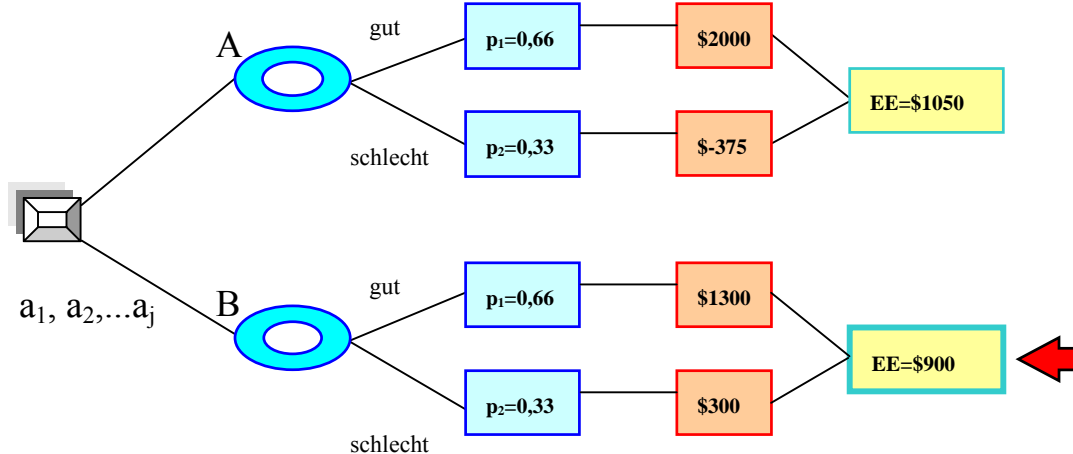 A
gut
p₁=0,66
$2000
EE=$1050
schlecht
p₂=0,33
$-375
a₁, a₂,...aⱼ
B
gut
p₁=0,66
$1300
EE=$900
schlecht
p₂=0,33
$300